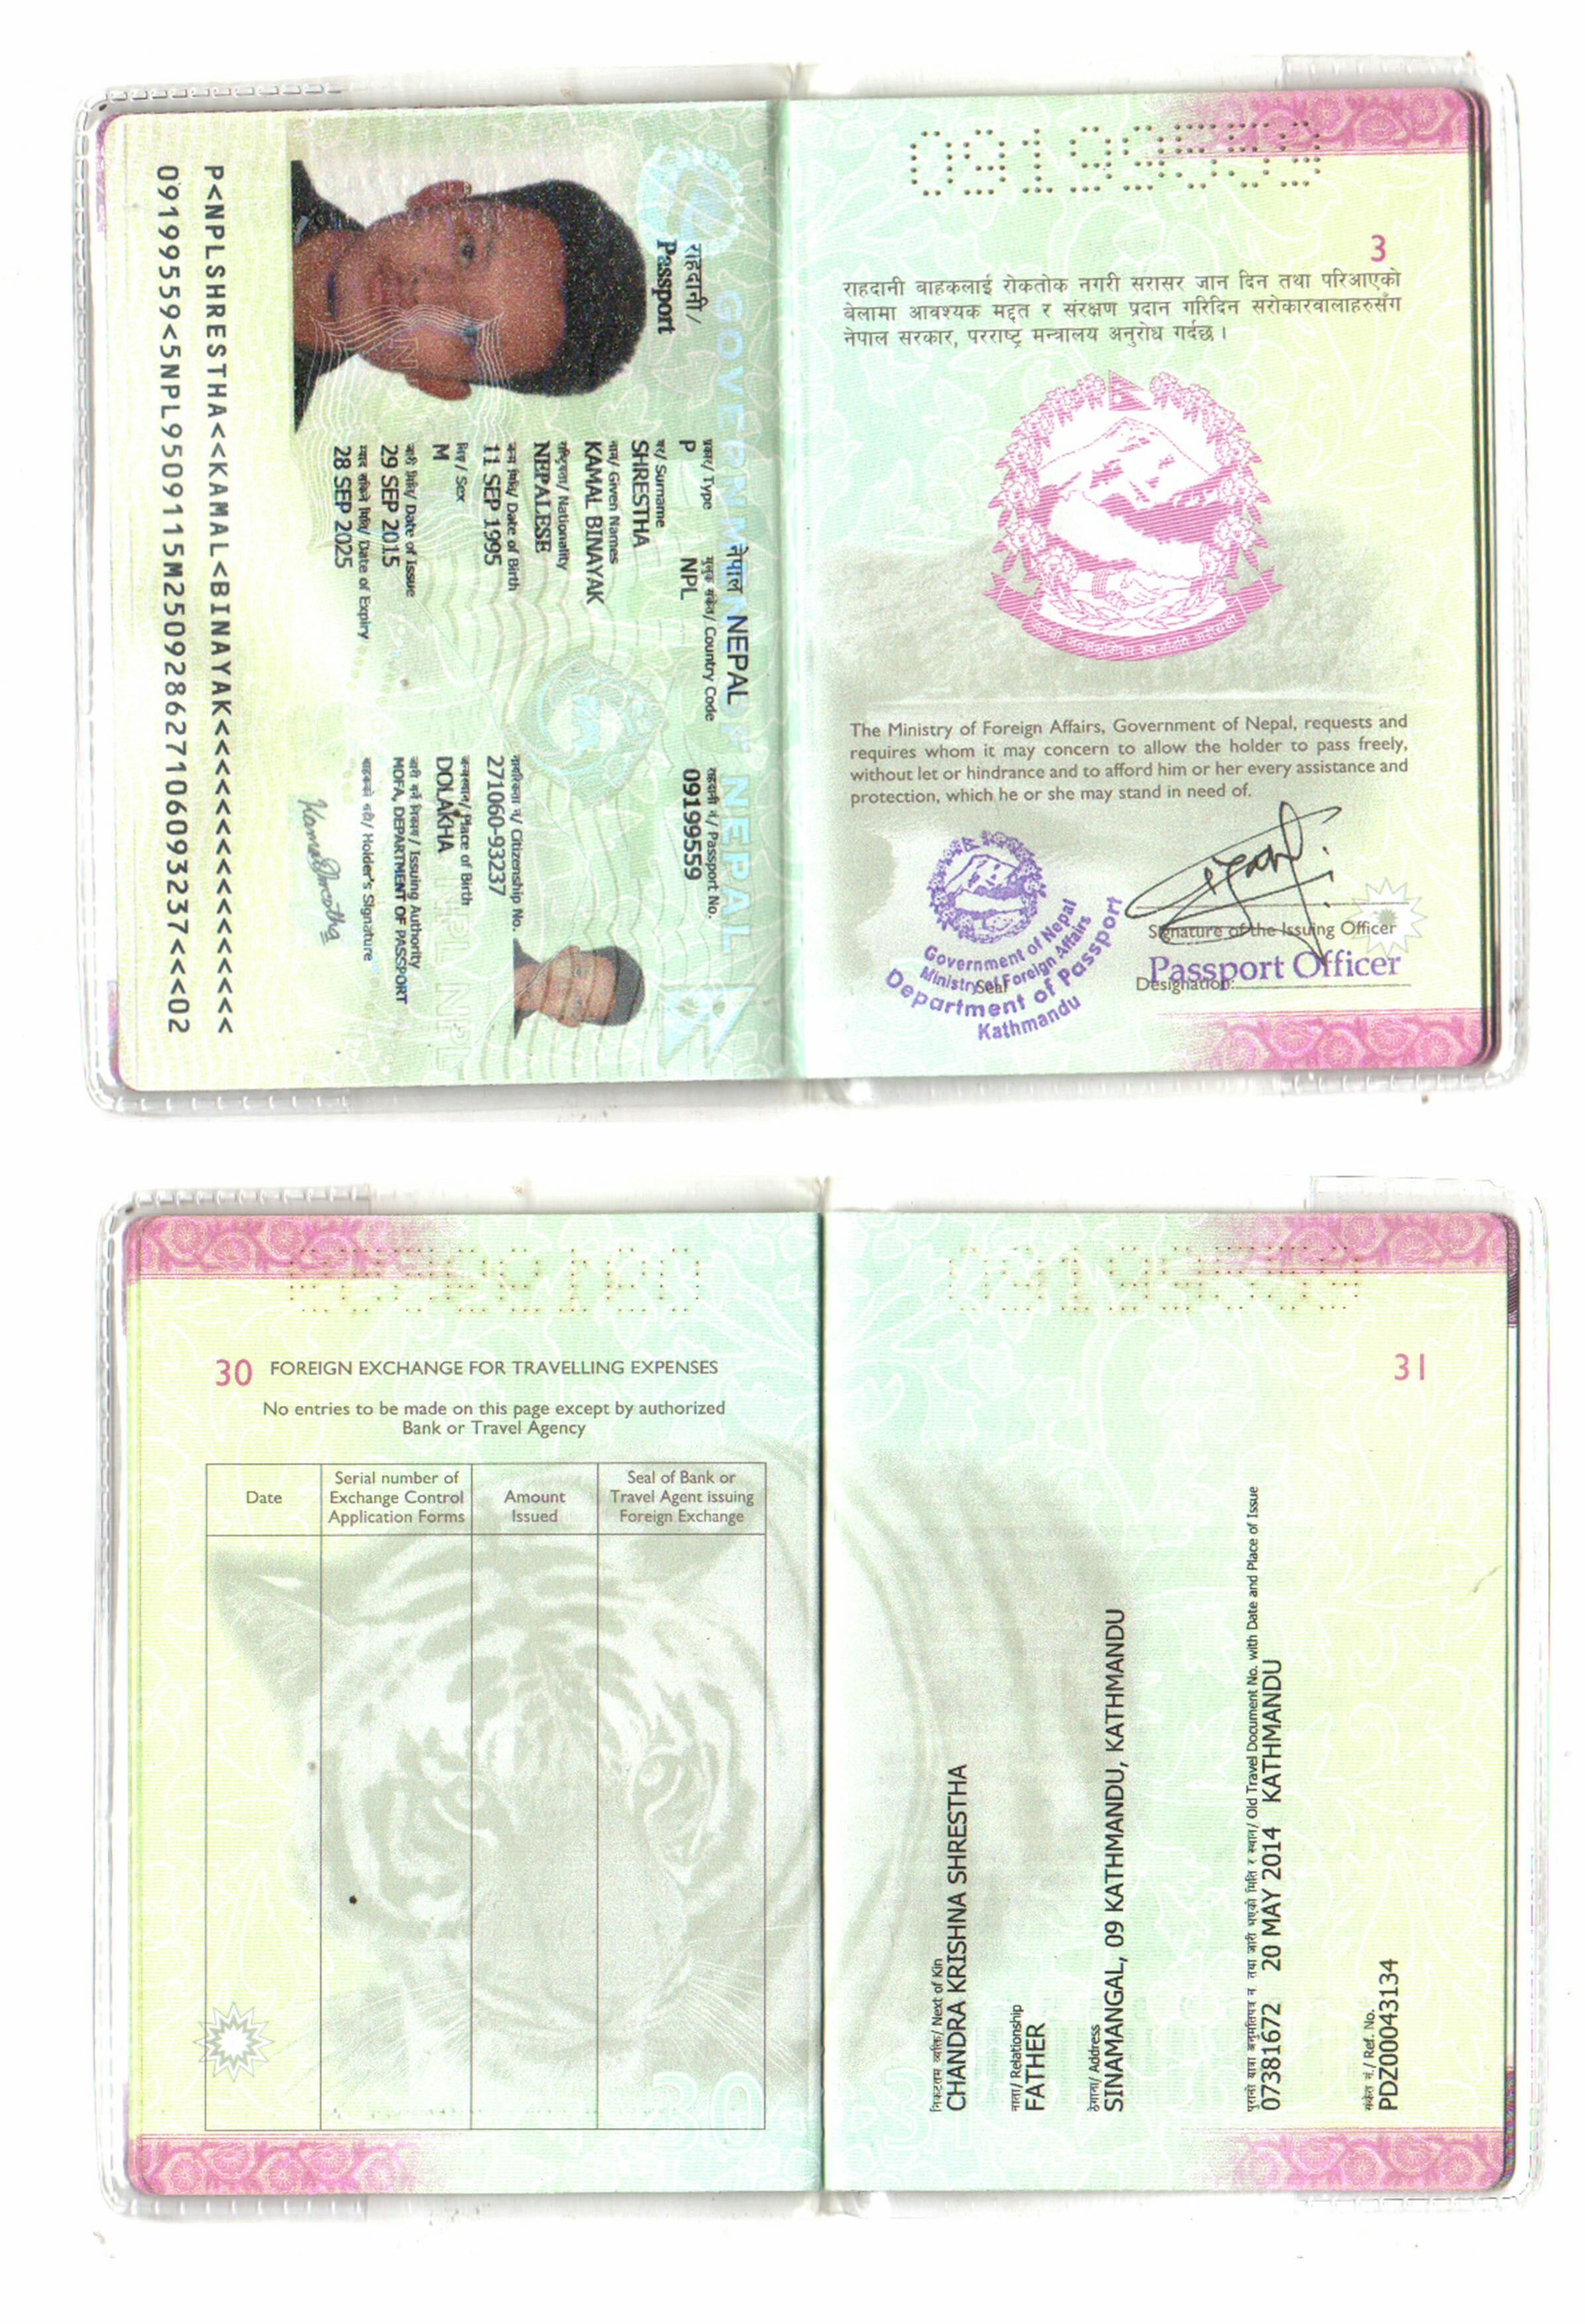 GOVERNMENT OF NEPAL
राहदानी/
Passport
नेपाल NEPAL
प्रकार/ Type
P
मुलुक संकेत/ Country Code
NPL
राहदानी नं./ Passport No.
09199559
थर/ Surname
SHRESTHA
नाम/ Given Names
KAMAL BINAYAK
राष्ट्रियता/ Nationality
NEPALESE
जन्म मिति/ Date of Birth
11 SEP 1995
नागरिकता नं/ Citizenship No.
271060-93237
लिङ्ग/ Sex
M
जन्मस्थान/ Place of Birth
DOLAKHA
जारी मिति/ Date of Issue
29 SEP 2015
जारी गर्ने निकाय/ Issuing Authority
MOFA, DEPARTMENT OF PASSPORT
म्याद सकिने मिति/ Date of Expiry
28 SEP 2025
वाहकको सही/ Holder's Signature
P<NPLSHRESTHA<<KAMAL<BINAYAK<<<<<<<<<<<<<<<<
09199559<5NPL9509115M250928627106093237<<<02
09199559
3
राहदानी बाहकलाई रोकतोक नगरी सरासर जान दिन तथा परिआएको
बेलामा आवश्यक मद्दत र संरक्षण प्रदान गरिदिन सरोकारवालाहरुसँग
नेपाल सरकार, परराष्ट्र मन्त्रालय अनुरोध गर्दछ ।
The Ministry of Foreign Affairs, Government of Nepal, requests and
requires whom it may concern to allow the holder to pass freely,
without let or hindrance and to afford him or her every assistance and
protection, which he or she may stand in need of.
Government of Nepal
Ministry of Foreign Affairs
Seal
Department of Passport
Kathmandu
Signature of the Issuing Officer
Passport Officer
Designation:
30 FOREIGN EXCHANGE FOR TRAVELLING EXPENSES
No entries to be made on this page except by authorized
Bank or Travel Agency
Date
Serial number of
Exchange Control
Application Forms
Amount
Issued
Seal of Bank or
Travel Agent issuing
Foreign Exchange
30
31
निकटतम व्यक्ति/ Next of Kin
CHANDRA KRISHNA SHRESTHA
नाता/ Relationship
FATHER
ठेगाना/ Address
SINAMANGAL, 09 KATHMANDU, KATHMANDU
पुरानो यात्रा अनुमतिपत्र नं तथा जारी भएको मिति र स्थान/ Old Travel Document No. with Date and Place of Issue
07381672 20 MAY 2014 KATHMANDU
संकेत नं./ Ref. No.
PDZ00043134
31